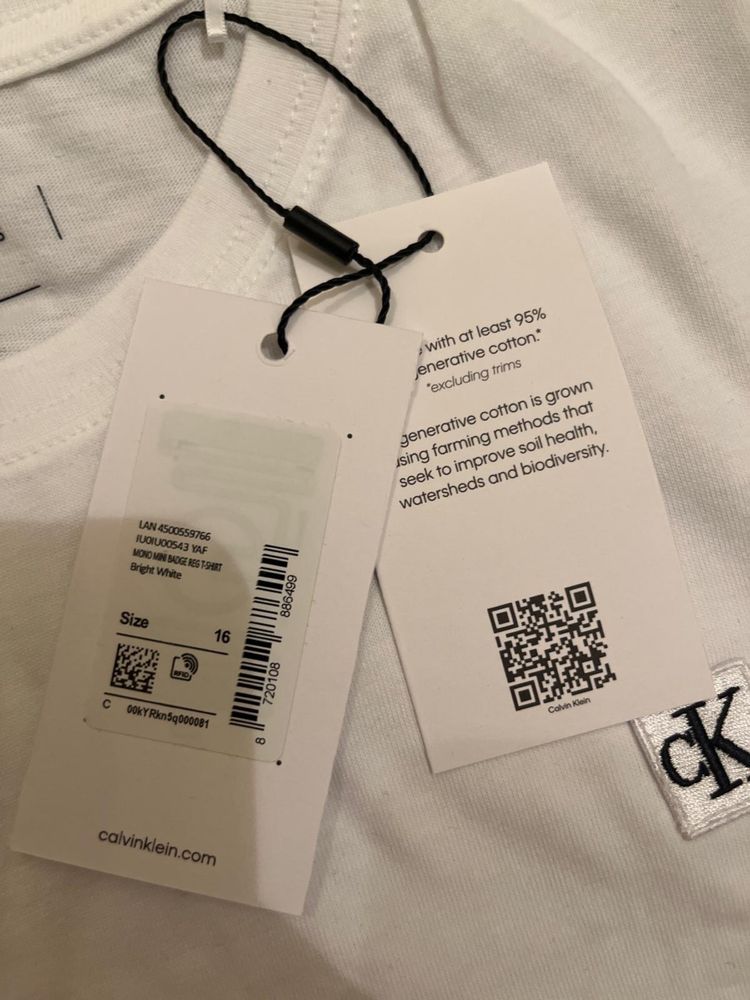 LAN 4500559766
IU0IU00543 YAF
MONO MINI BADGE REG T-SHIRT
Bright White
Size 16
RFID
C 00kYRkn5q000081
8 720108 886499
calvinklein.com
with at least 95%
generative cotton.*
*excluding trims
generative cotton is grown
using farming methods that
seek to improve soil health,
watersheds and biodiversity.
Calvin Klein
CK